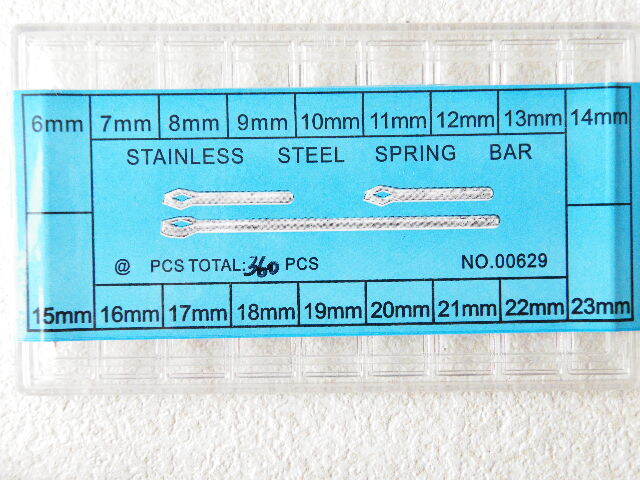 6mm 7mm 8mm 9mm 10mm 11mm 12mm 13mm 14mm
STAINLESS STEEL SPRING BAR
@ PCS TOTAL:360 PCS NO.00629
15mm 16mm 17mm 18mm 19mm 20mm 21mm 22mm 23mm